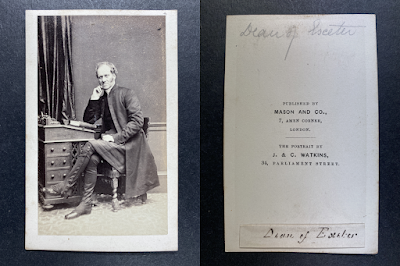 Dean of Exeter
PUBLISHED BY
MASON AND CO.,
7, AMEN CORNER,
LONDON.
THE PORTRAIT BY
J. & C. WATKINS,
34, PARLIAMENT STREET.
Dean of Exeter